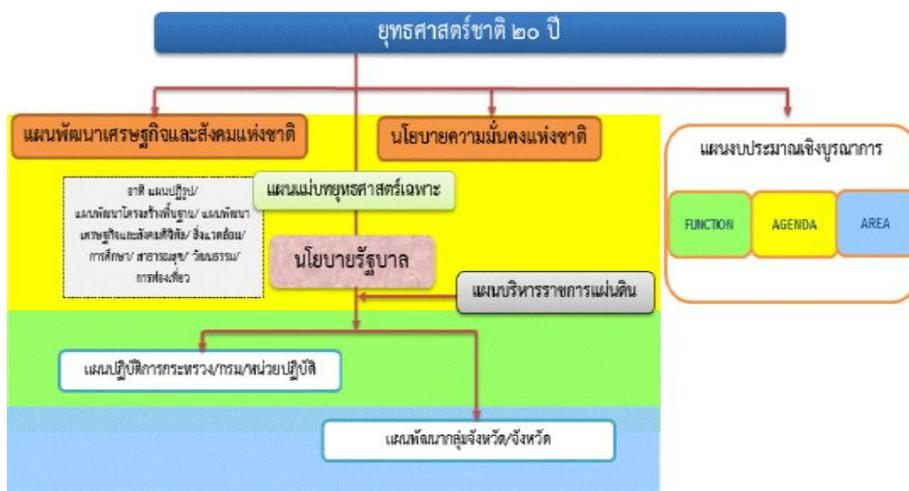 ยุทธศาสตร์ชาติ ๒๐ ปี
แผนพัฒนาเศรษฐกิจและสังคมแห่งชาติ
นโยบายความมั่นคงแห่งชาติ
แผนงบประมาณเชิงบูรณาการ
แผนแม่บทยุทธศาสตร์เฉพาะ
อาทิ แผนปฏิรูป/
แผนพัฒนาโครงสร้างพื้นฐาน/ แผนพัฒนา
เศรษฐกิจและสังคมดิจิทัล/ สิ่งแวดล้อม/
การศึกษา/ สาธารณสุข/ วัฒนธรรม/
การท่องเที่ยว
FUNCTION
AGENDA
AREA
นโยบายรัฐบาล
แผนบริหารราชการแผ่นดิน
แผนปฏิบัติการกระทรวง/กรม/หน่วยปฏิบัติ
แผนพัฒนากลุ่มจังหวัด/จังหวัด